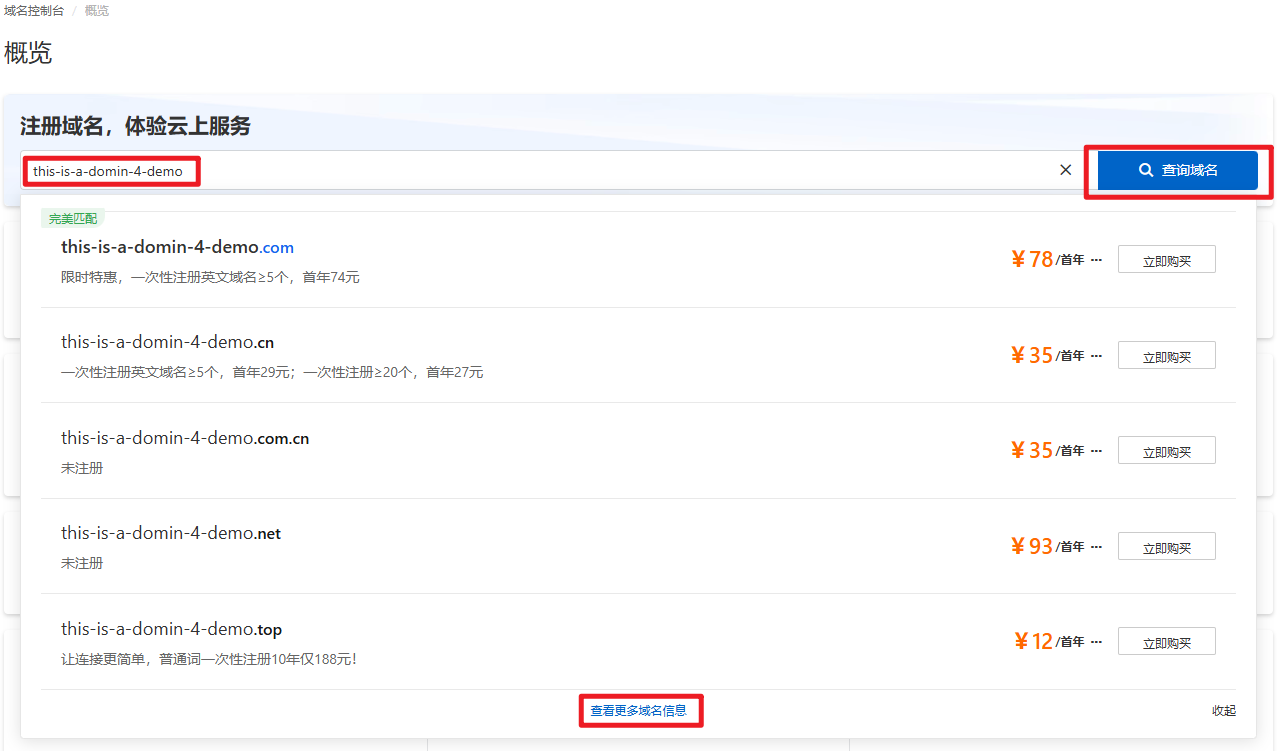 域名控制台 / 概览
概览
注册域名，体验云上服务
this-is-a-domin-4-demo
查询域名
完美匹配
this-is-a-domin-4-demo.com
¥ 78 /首年 ··· 立即购买
限时特惠，一次性注册英文域名≥5个，首年74元
this-is-a-domin-4-demo.cn
¥ 35 /首年 ··· 立即购买
一次性注册英文域名≥5个，首年29元；一次性注册≥20个，首年27元
this-is-a-domin-4-demo.com.cn
¥ 35 /首年 ··· 立即购买
未注册
this-is-a-domin-4-demo.net
¥ 93 /首年 ··· 立即购买
未注册
this-is-a-domin-4-demo.top
¥ 12 /首年 ··· 立即购买
让连接更简单，普通词一次性注册10年仅188元！
查看更多域名信息
收起